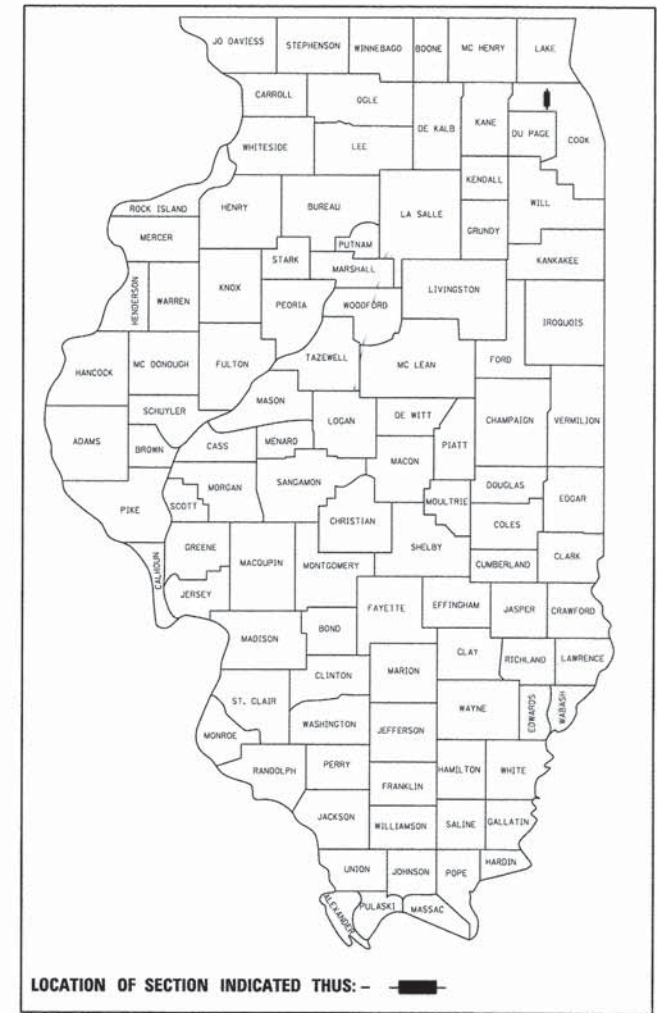 JO DAVIESS STEPHENSON WINNEBAGO BOONE MC HENRY LAKE
CARROLL OGLE DE KALB KANE DU PAGE COOK
WHITESIDE LEE
KENDALL WILL
ROCK ISLAND HENRY BUREAU LA SALLE GRUNDY
MERCER PUTNAM KANKAKEE
STARK MARSHALL
HENDERSON WARREN KNOX PEORIA WOODFORD LIVINGSTON IROQUOIS
HANCOCK MC DONOUGH FULTON TAZEWELL MC LEAN FORD
SCHUYLER MASON LOGAN DE WITT CHAMPAIGN VERMILION
ADAMS BROWN CASS MENARD MACON PIATT
MORGAN SANGAMON DOUGLAS
PIKE SCOTT CHRISTIAN MOULTRIE COLES EDGAR
CALHOUN GREENE MACOUPIN MONTGOMERY SHELBY CUMBERLAND CLARK
JERSEY FAYETTE EFFINGHAM JASPER CRAWFORD
MADISON BOND CLAY RICHLAND LAWRENCE
CLINTON MARION
ST. CLAIR WASHINGTON JEFFERSON WAYNE EDWARDS WABASH
MONROE
RANDOLPH PERRY FRANKLIN HAMILTON WHITE
JACKSON WILLIAMSON SALINE GALLATIN
UNION JOHNSON POPE HARDIN
ALEXANDER PULASKI MASSAC
LOCATION OF SECTION INDICATED THUS: –